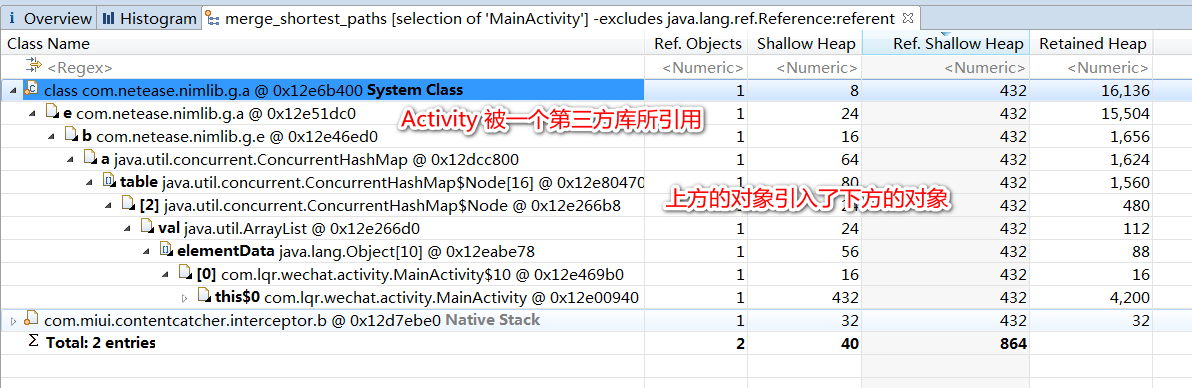 Overview Histogram merge_shortest_paths [selection of 'MainActivity'] -excludes java.lang.ref.Reference:referent
Class Name Ref. Objects Shallow Heap Ref. Shallow Heap Retained Heap
<Regex> <Numeric> <Numeric> <Numeric> <Numeric>
class com.netease.nimlib.g.a @ 0x12e6b400 System Class 1 8 432 16,136
e com.netease.nimlib.g.a @ 0x12e51dc0 1 24 432 15,504
Activity 被一个第三方库所引用
b com.netease.nimlib.g.e @ 0x12e46ed0 1 16 432 1,656
a java.util.concurrent.ConcurrentHashMap @ 0x12dcc800 1 64 432 1,624
table java.util.concurrent.ConcurrentHashMap$Node[16] @ 0x12e80470 1 80 432 1,560
上方的对象引入了下方的对象
[2] java.util.concurrent.ConcurrentHashMap$Node @ 0x12e266b8 1 24 432 480
val java.util.ArrayList @ 0x12e266d0 1 24 432 112
elementData java.lang.Object[10] @ 0x12eabe78 1 56 432 88
[0] com.lqr.wechat.activity.MainActivity$10 @ 0x12e469b0 1 16 432 16
this$0 com.lqr.wechat.activity.MainActivity @ 0x12e00940 1 432 432 4,200
com.miui.contentcatcher.interceptor.b @ 0x12d7ebe0 Native Stack 1 32 432 32
Σ Total: 2 entries 2 40 864